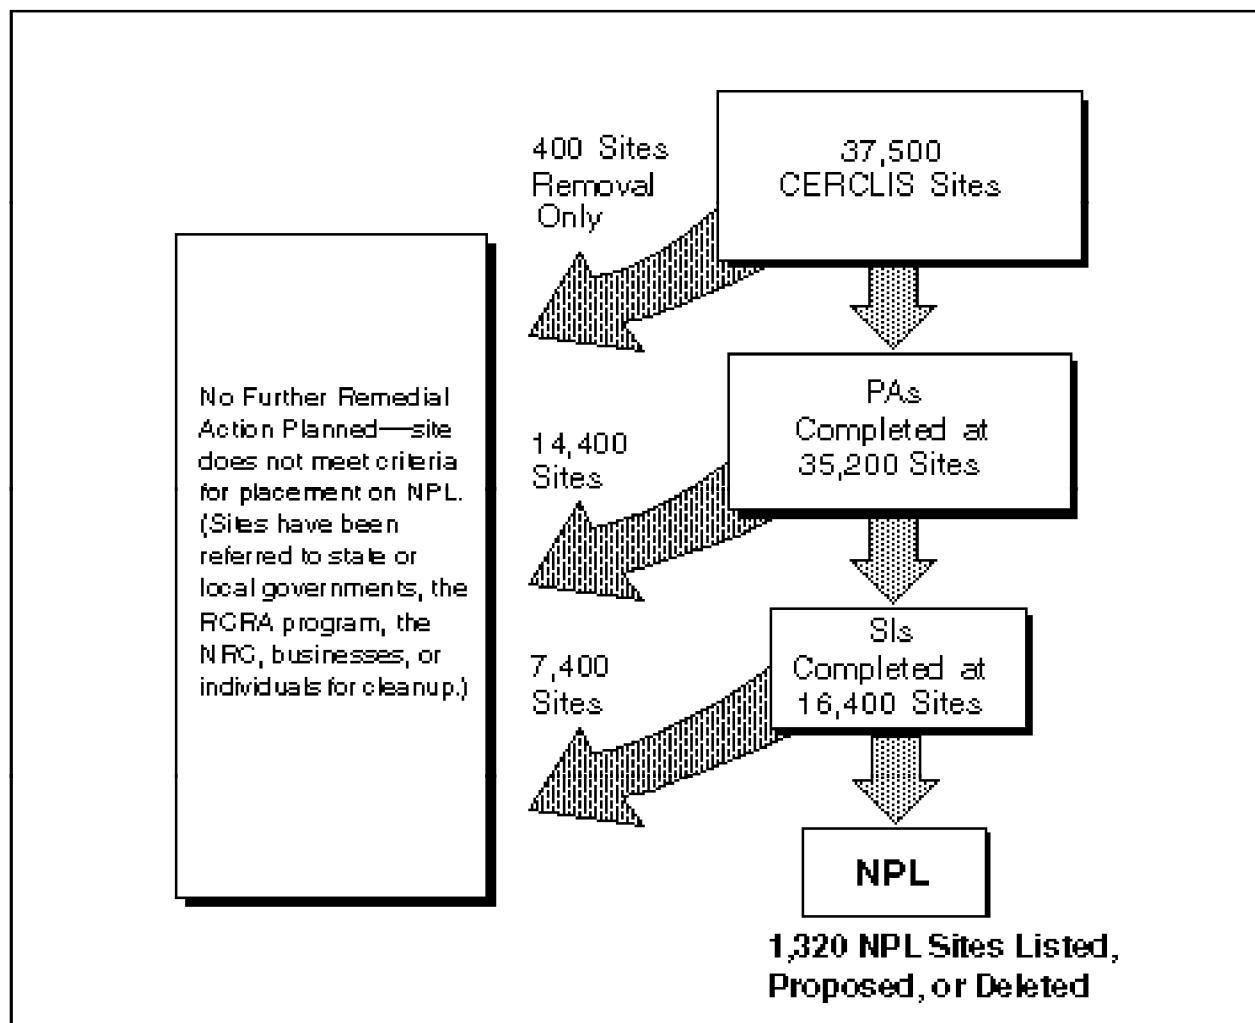 37,500
CERCLIS Sites
400 Sites
Removal
Only
PAs
Completed at
35,200 Sites
14,400
Sites
SIs
Completed at
16,400 Sites
7,400
Sites
No Further Remedial
Action Planned—site
does not meet criteria
for placement on NPL.
(Sites have been
referred to state or
local governments, the
RCRA program, the
NRC, businesses, or
individuals for cleanup.)
NPL
1,320 NPL Sites Listed,
Proposed, or Deleted